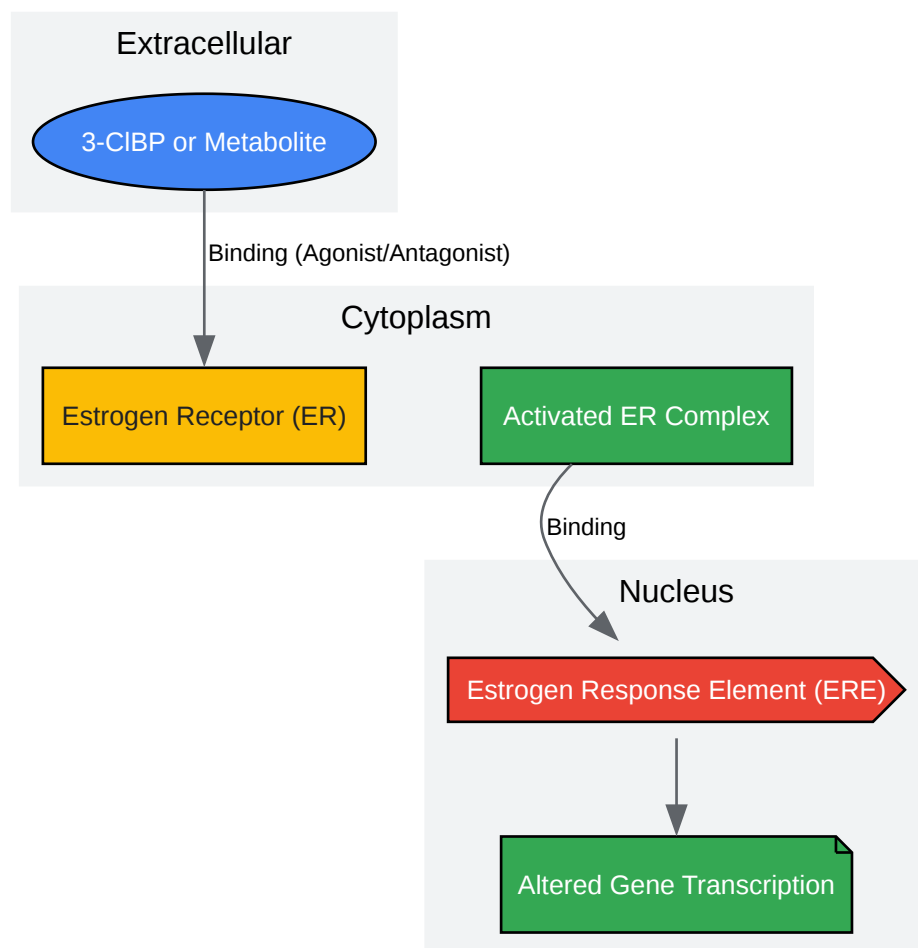 Extracellular
3-ClBP or Metabolite
Binding (Agonist/Antagonist)
Cytoplasm
Estrogen Receptor (ER)
Activated ER Complex
Binding
Nucleus
Estrogen Response Element (ERE)
Altered Gene Transcription